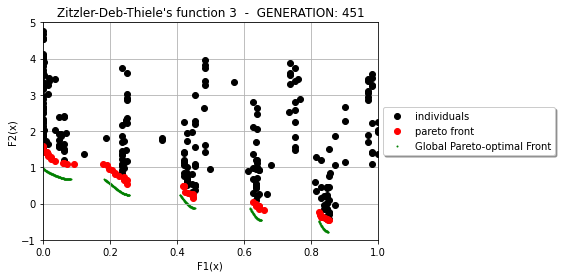 Zitzler-Deb-Thiele's function 3 - GENERATION: 451
5
4
3
2
1
0
−1
F2(x)
0.0 0.2 0.4 0.6 0.8 1.0
F1(x)
individuals
pareto front
Global Pareto-optimal Front